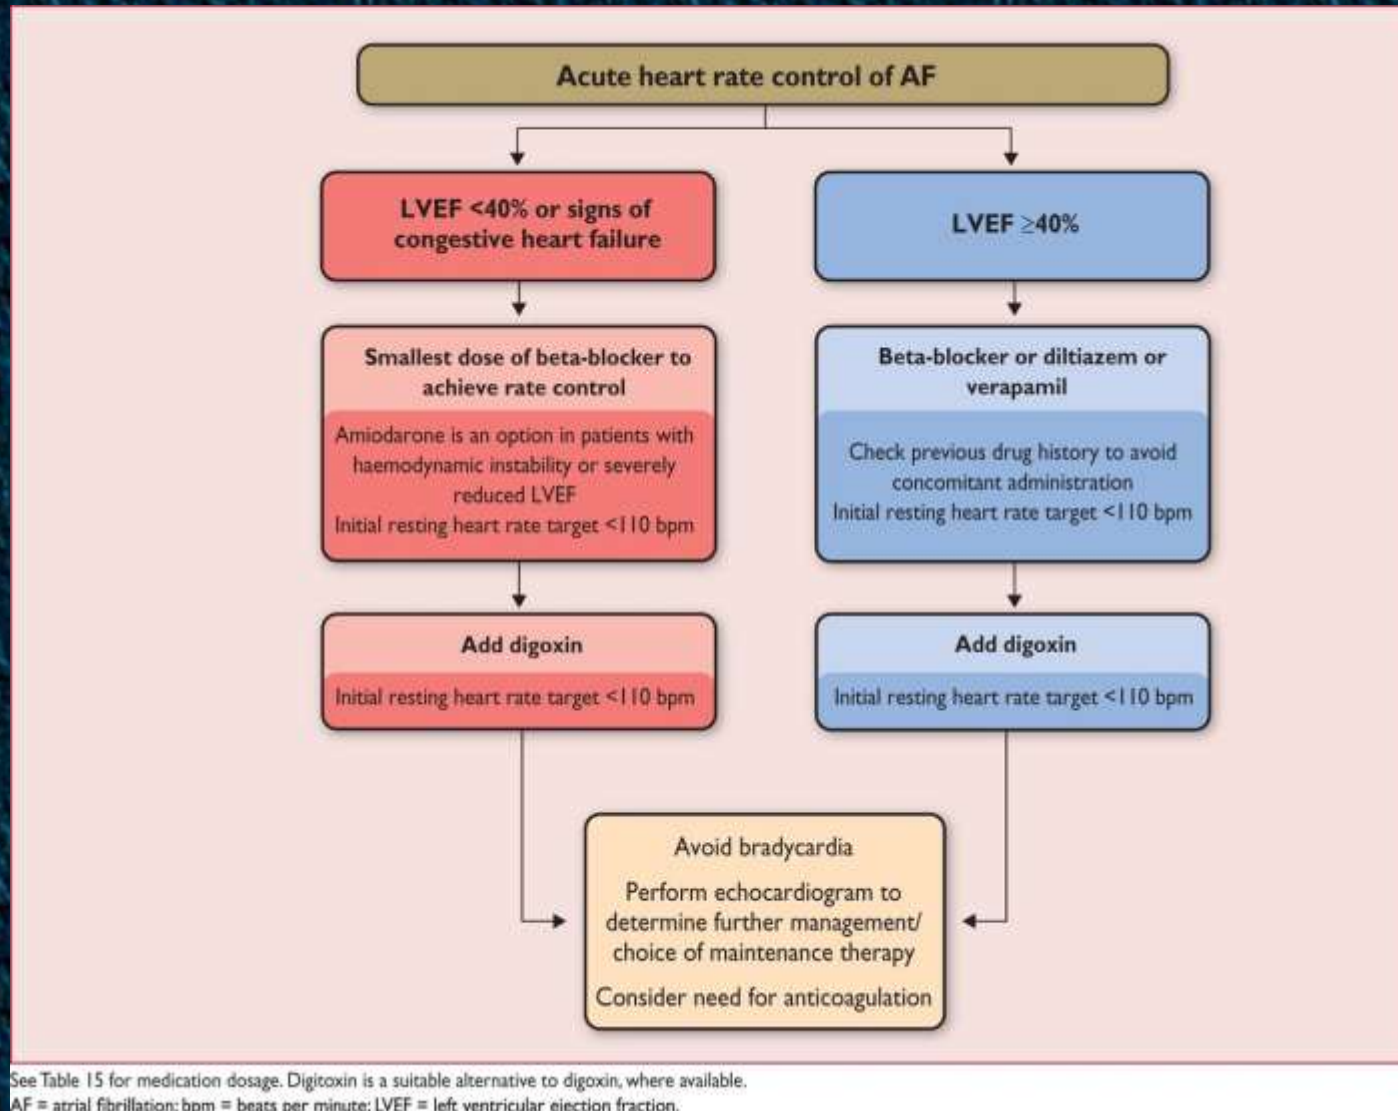 Acute heart rate control of AF
LVEF <40% or signs of
congestive heart failure
Smallest dose of beta-blocker to
achieve rate control
Amiodarone is an option in patients with
haemodynamic instability or severely
reduced LVEF
Initial resting heart rate target <110 bpm
Add digoxin
Initial resting heart rate target <110 bpm
LVEF ≥40%
Beta-blocker or diltiazem or
verapamil
Check previous drug history to avoid
concomitant administration
Initial resting heart rate target <110 bpm
Add digoxin
Initial resting heart rate target <110 bpm
Avoid bradycardia
Perform echocardiogram to
determine further management/
choice of maintenance therapy
Consider need for anticoagulation
See Table 15 for medication dosage. Digitoxin is a suitable alternative to digoxin, where available.
AF = atrial fibrillation; bpm = beats per minute; LVEF = left ventricular ejection fraction.